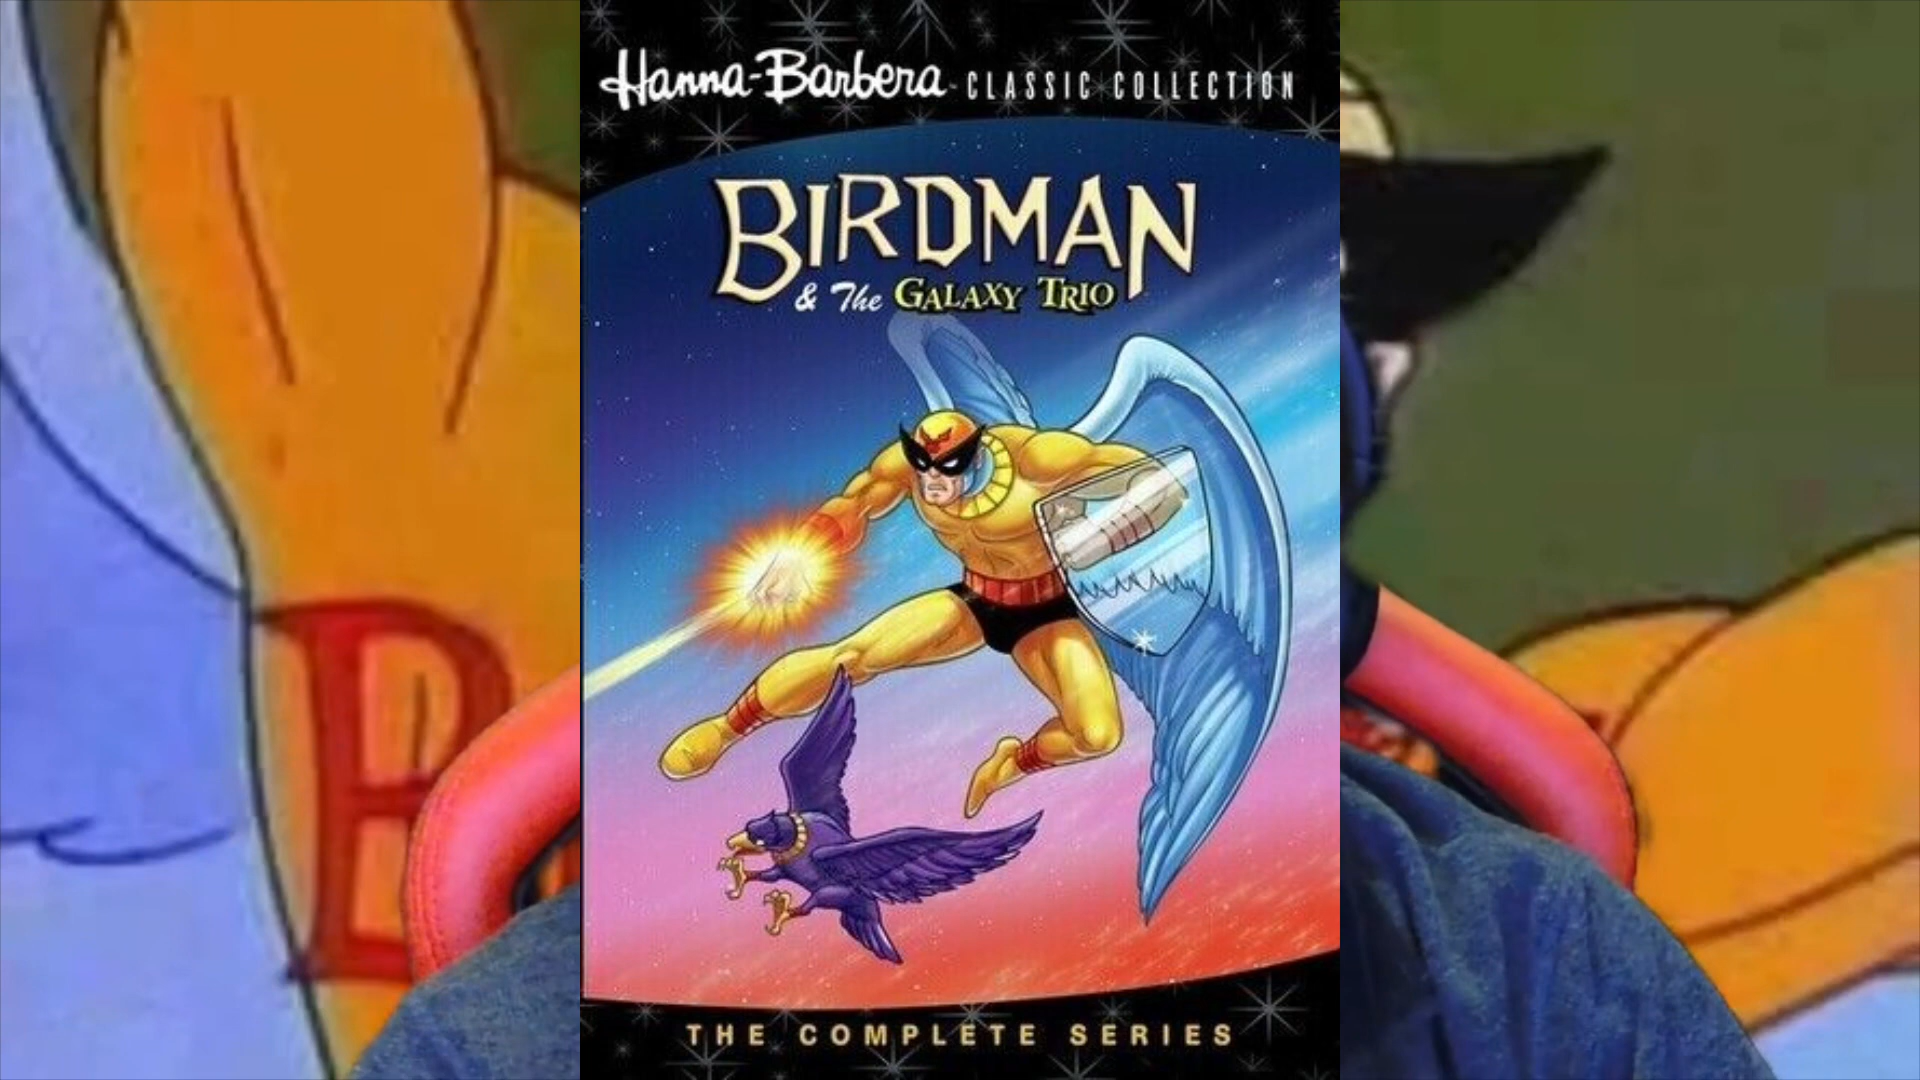 Hanna-Barbera CLASSIC COLLECTION
BIRDMAN
& The GALAXY TRIO
THE COMPLETE SERIES